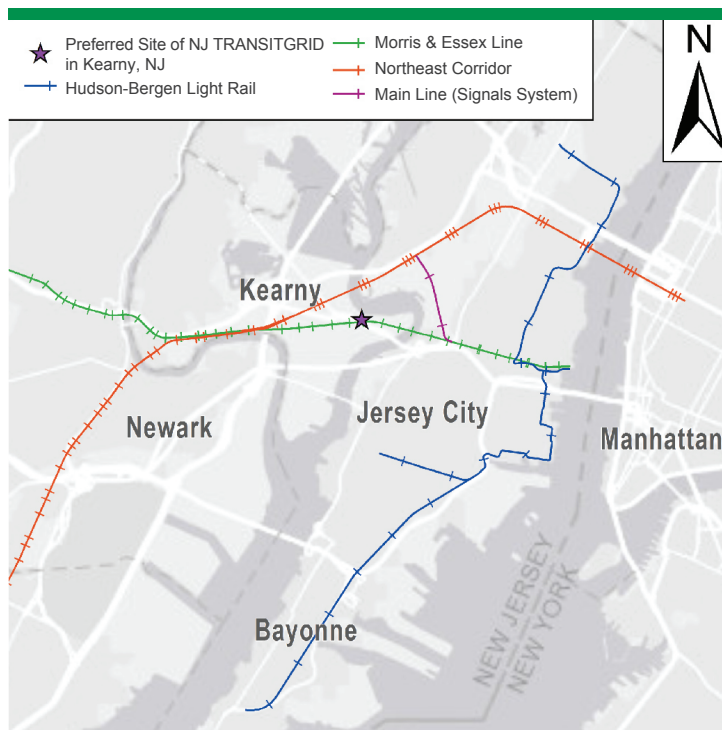 Preferred Site of NJ TRANSITGRID
in Kearny, NJ
Hudson-Bergen Light Rail
Morris & Essex Line
Northeast Corridor
Main Line (Signals System)
N
Kearny
Newark
Jersey City
Manhattan
Bayonne
NEW JERSEY
NEW YORK